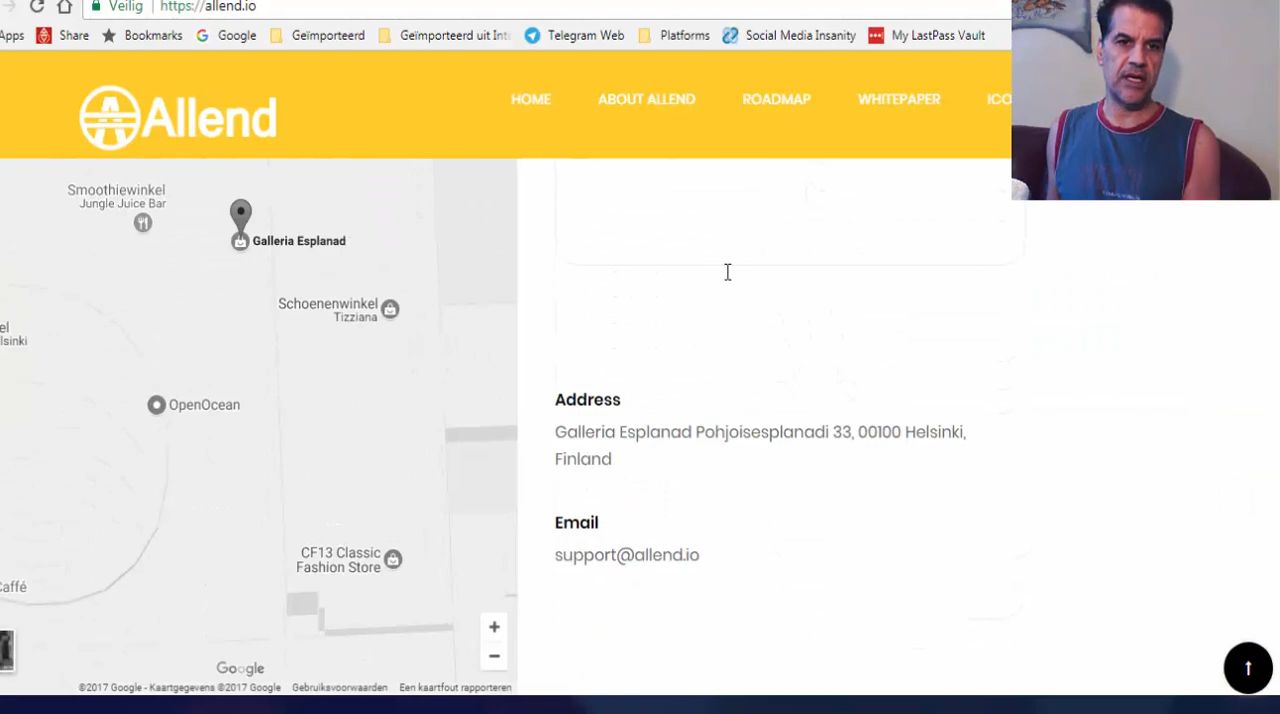 Veilig | https://allend.io
Apps Share Bookmarks Google Geïmporteerd Geïmporteerd uit Telegram Web Platforms Social Media Insanity My LastPass Vault
Allend
HOME ABOUT ALLEND ROADMAP WHITEPAPER ICO
Smoothiewinkel
Jungle Juice Bar
Galleria Esplanad
Schoenenwinkel
Tizziana
OpenOcean
CF13 Classic
Fashion Store
Address
Galleria Esplanad Pohjoisesplanadi 33, 00100 Helsinki,
Finland
Email
support@allend.io
+
−
Google
©2017 Google - Kaartgegevens ©2017 Google Gebruiksvoorwaarden Een kaartfout rapporteren